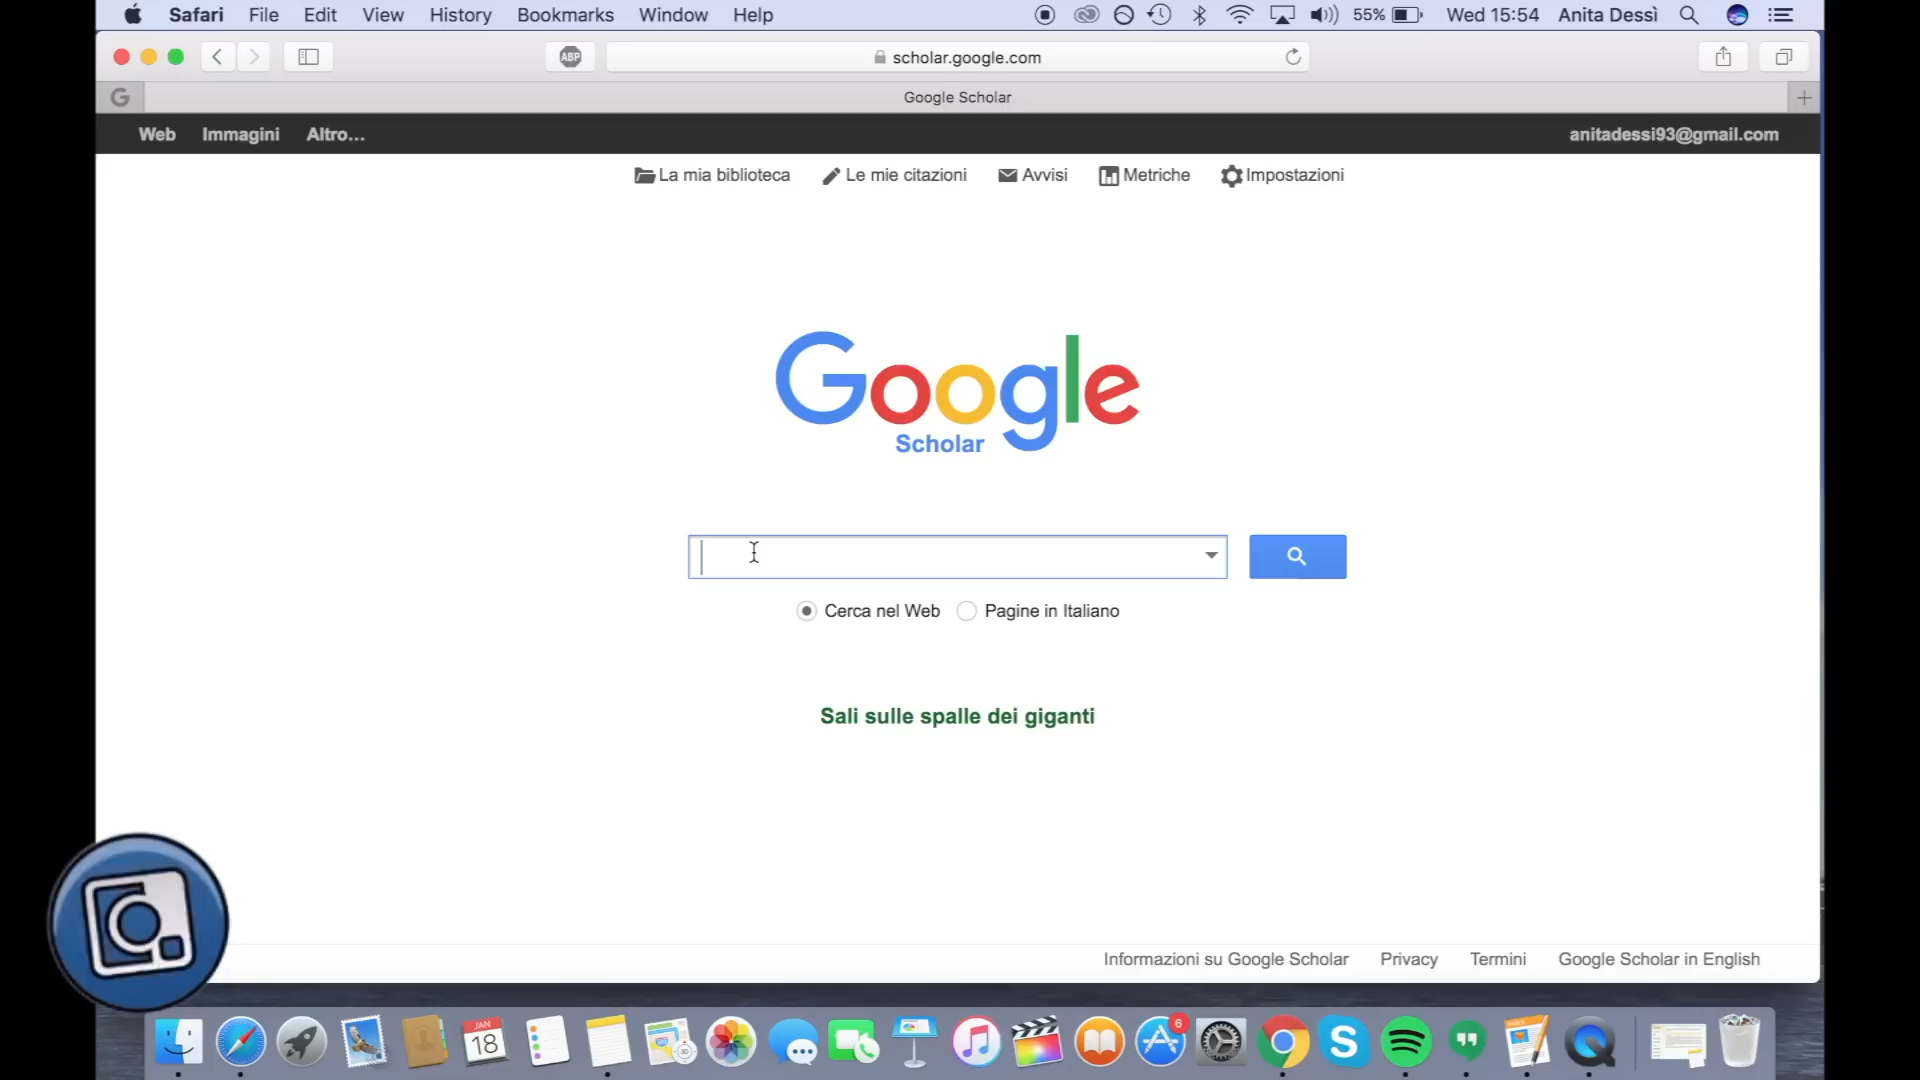 Safari File Edit View History Bookmarks Window Help 55% Wed 15:54 Anita Dessì
ABP scholar.google.com
G Google Scholar
Web Immagini Altro… anitadessi93@gmail.com
La mia biblioteca Le mie citazioni Avvisi Metriche Impostazioni
Google
Scholar
Cerca nel Web Pagine in Italiano
Sali sulle spalle dei giganti
Informazioni su Google Scholar Privacy Termini Google Scholar in English
JAN
18
6
S